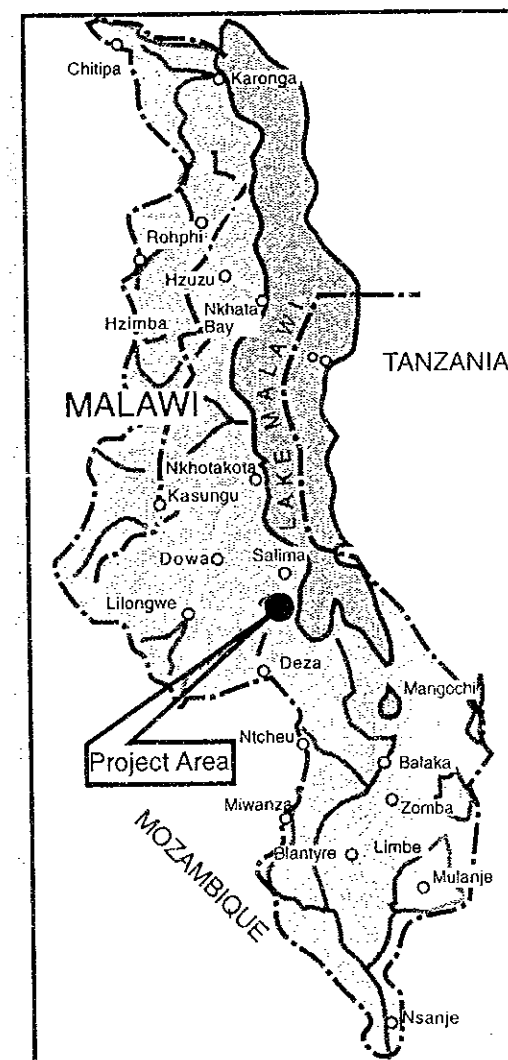 Chitipa
Karonga
Rohphi
Hzuzu
Nkhata
Bay
Hzimba
TANZANIA
MALAWI
LAKE MALAWI
Nkhotakota
Kasungu
Dowa
Salima
Lilongwe
Deza
Mangochi
Ntcheu
Project Area
Balaka
Zomba
Miwanza
Blantyre
Limbe
Mulanje
MOZAMBIQUE
Nsanje